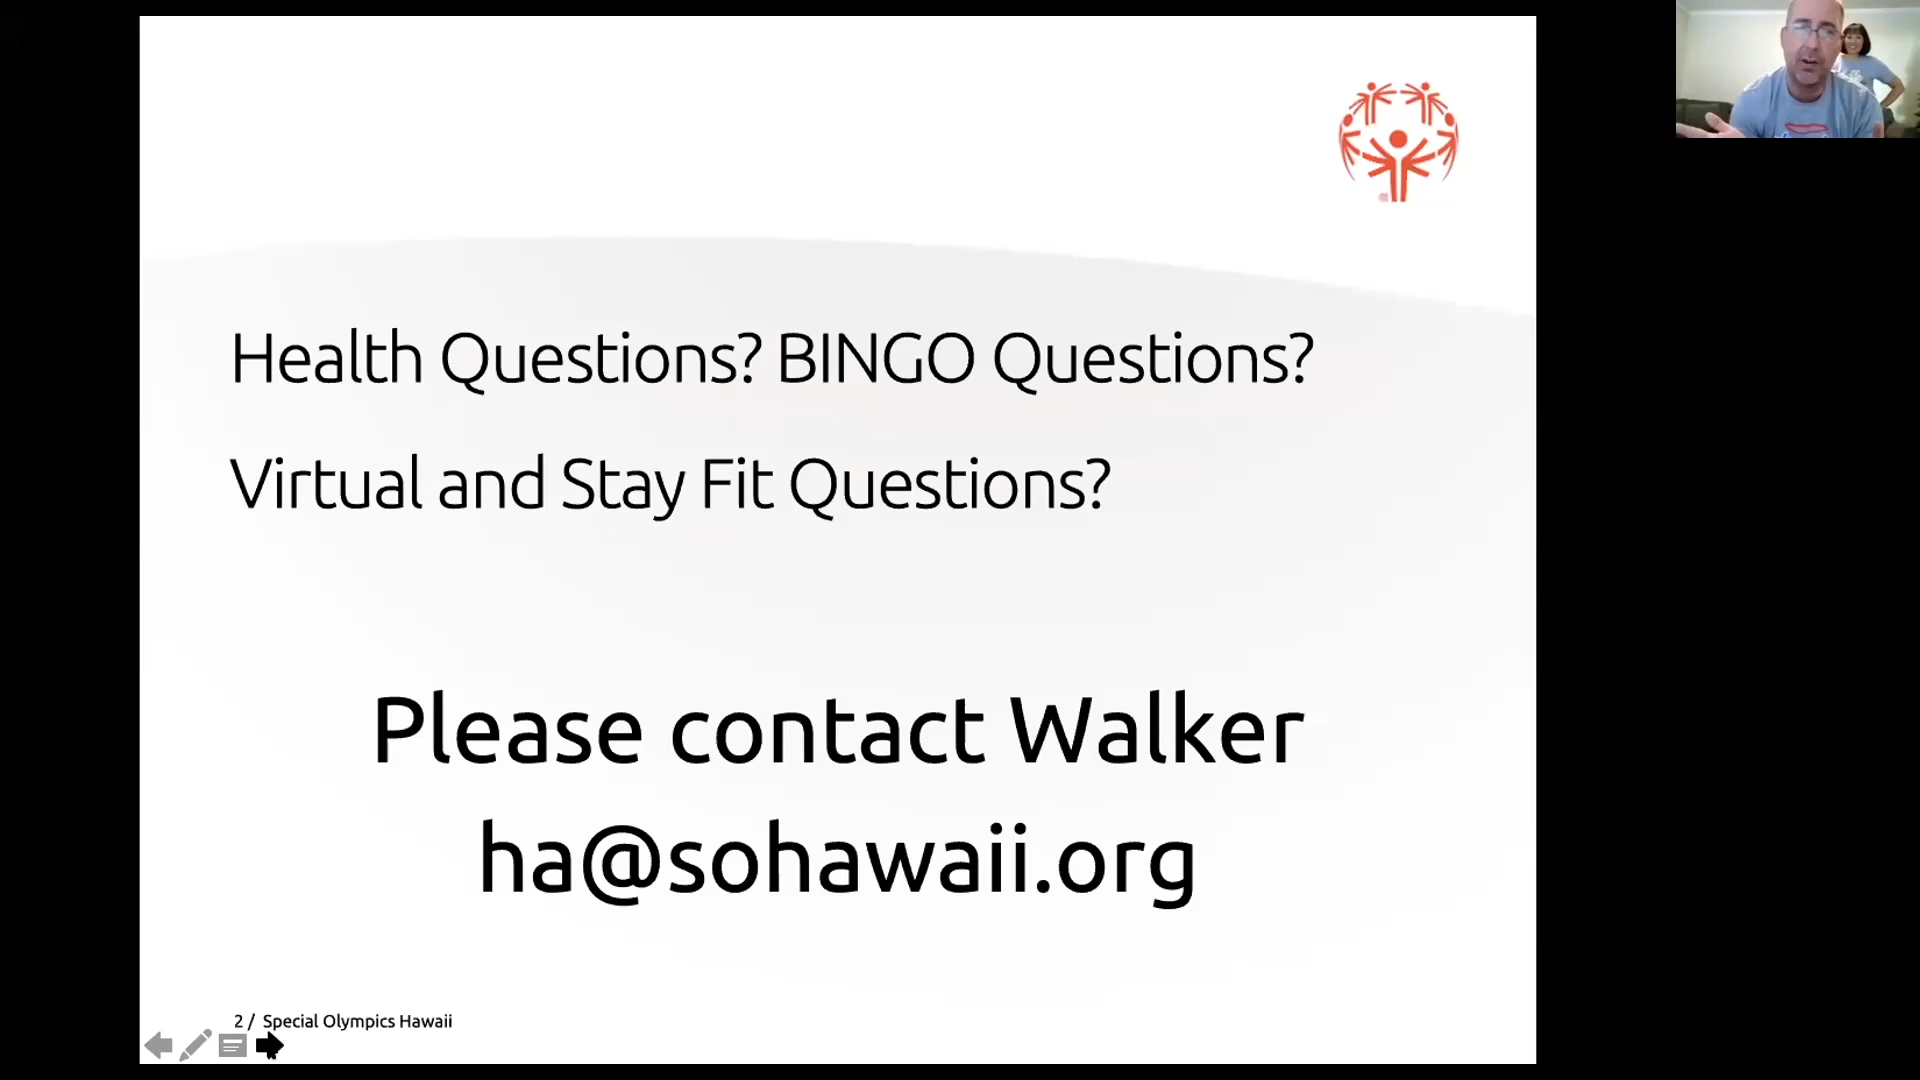 Health Questions? BINGO Questions?
Virtual and Stay Fit Questions?
Please contact Walker
ha@sohawaii.org
2 / Special Olympics Hawaii